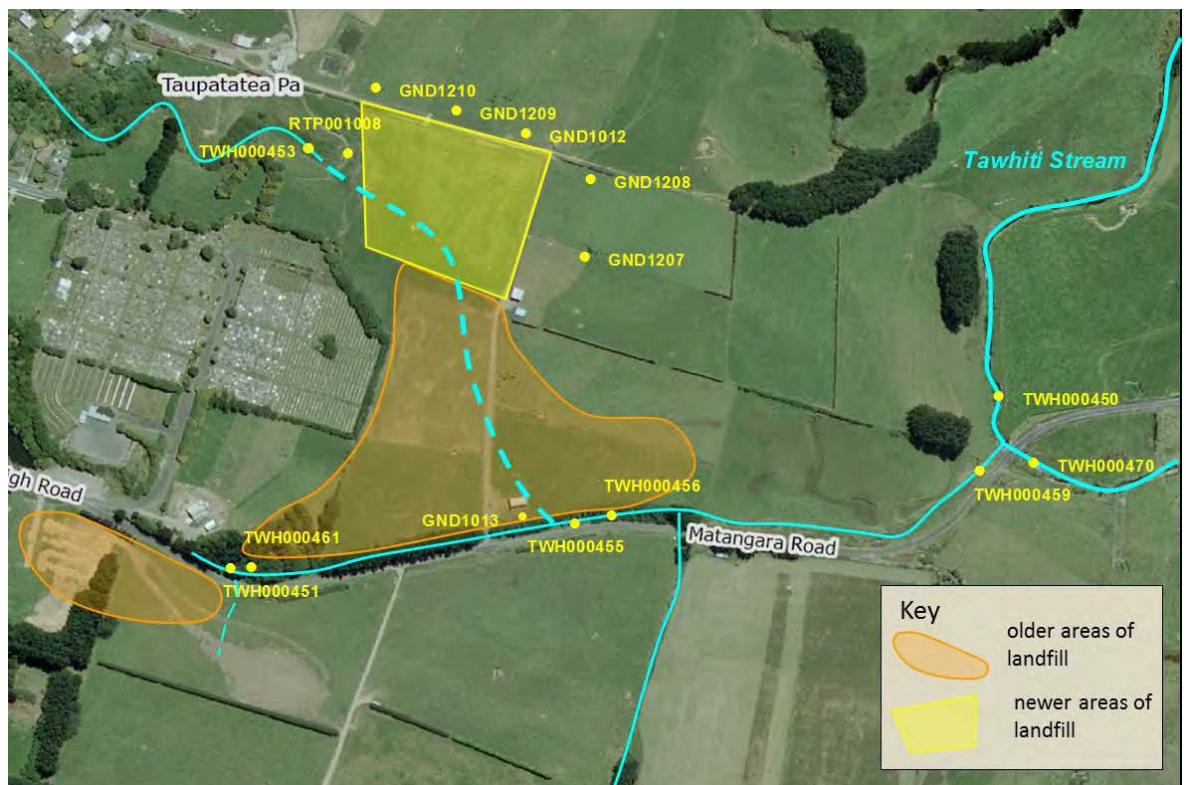 Taupatatea Pa
GND1210
GND1209
RTP001008
GND1012
TWH000453
Tawhiti Stream
GND1208
GND1207
TWH000450
TWH000470
igh Road
TWH000456
TWH000459
GND1013
TWH000461
TWH000455
Matangara Road
TWH000451
Key
older areas of
landfill
newer areas of
landfill